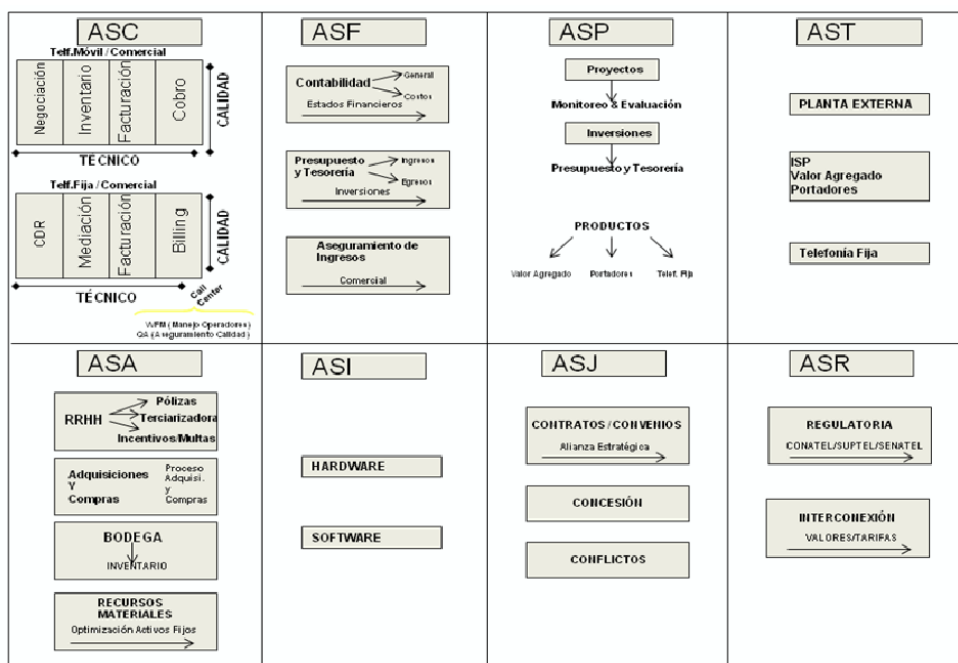 ASC
Telf.Móvil / Comercial
Negociación
Inventario
Facturación
Cobro
CALIDAD
TÉCNICO
Telf.Fija / Comercial
CDR
Mediación
Facturación
Billing
CALIDAD
TÉCNICO
Call
Center
WFM ( Manejo Operadores )
QA ( Aseguramiento Calidad )
ASF
Contabilidad
General
Costos
Estados Financieros
Presupuesto
y Tesorería
Ingresos
Egresos
Inversiones
Aseguramiento de
Ingresos
Comercial
ASP
Proyectos
Monitoreo & Evaluación
Inversiones
Presupuesto y Tesorería
PRODUCTOS
Valor Agregado
Portadores
Telef. Fija
AST
PLANTA EXTERNA
ISP
Valor Agregado
Portadores
Telefonía Fija
ASA
RRHH
Pólizas
Terciarizadora
Incentivos/Multas
Adquisiciones
Y
Compras
Proceso
Adquisi.
y
Compras
BODEGA
INVENTARIO
RECURSOS
MATERIALES
Optimización Activos Fijos
ASI
HARDWARE
SOFTWARE
ASJ
CONTRATOS / CONVENIOS
Alianza Estratégica
CONCESIÓN
CONFLICTOS
ASR
REGULATORIA
CONATEL/SUPTEL/SENATEL
INTERCONEXIÓN
VALORES/TARIFAS